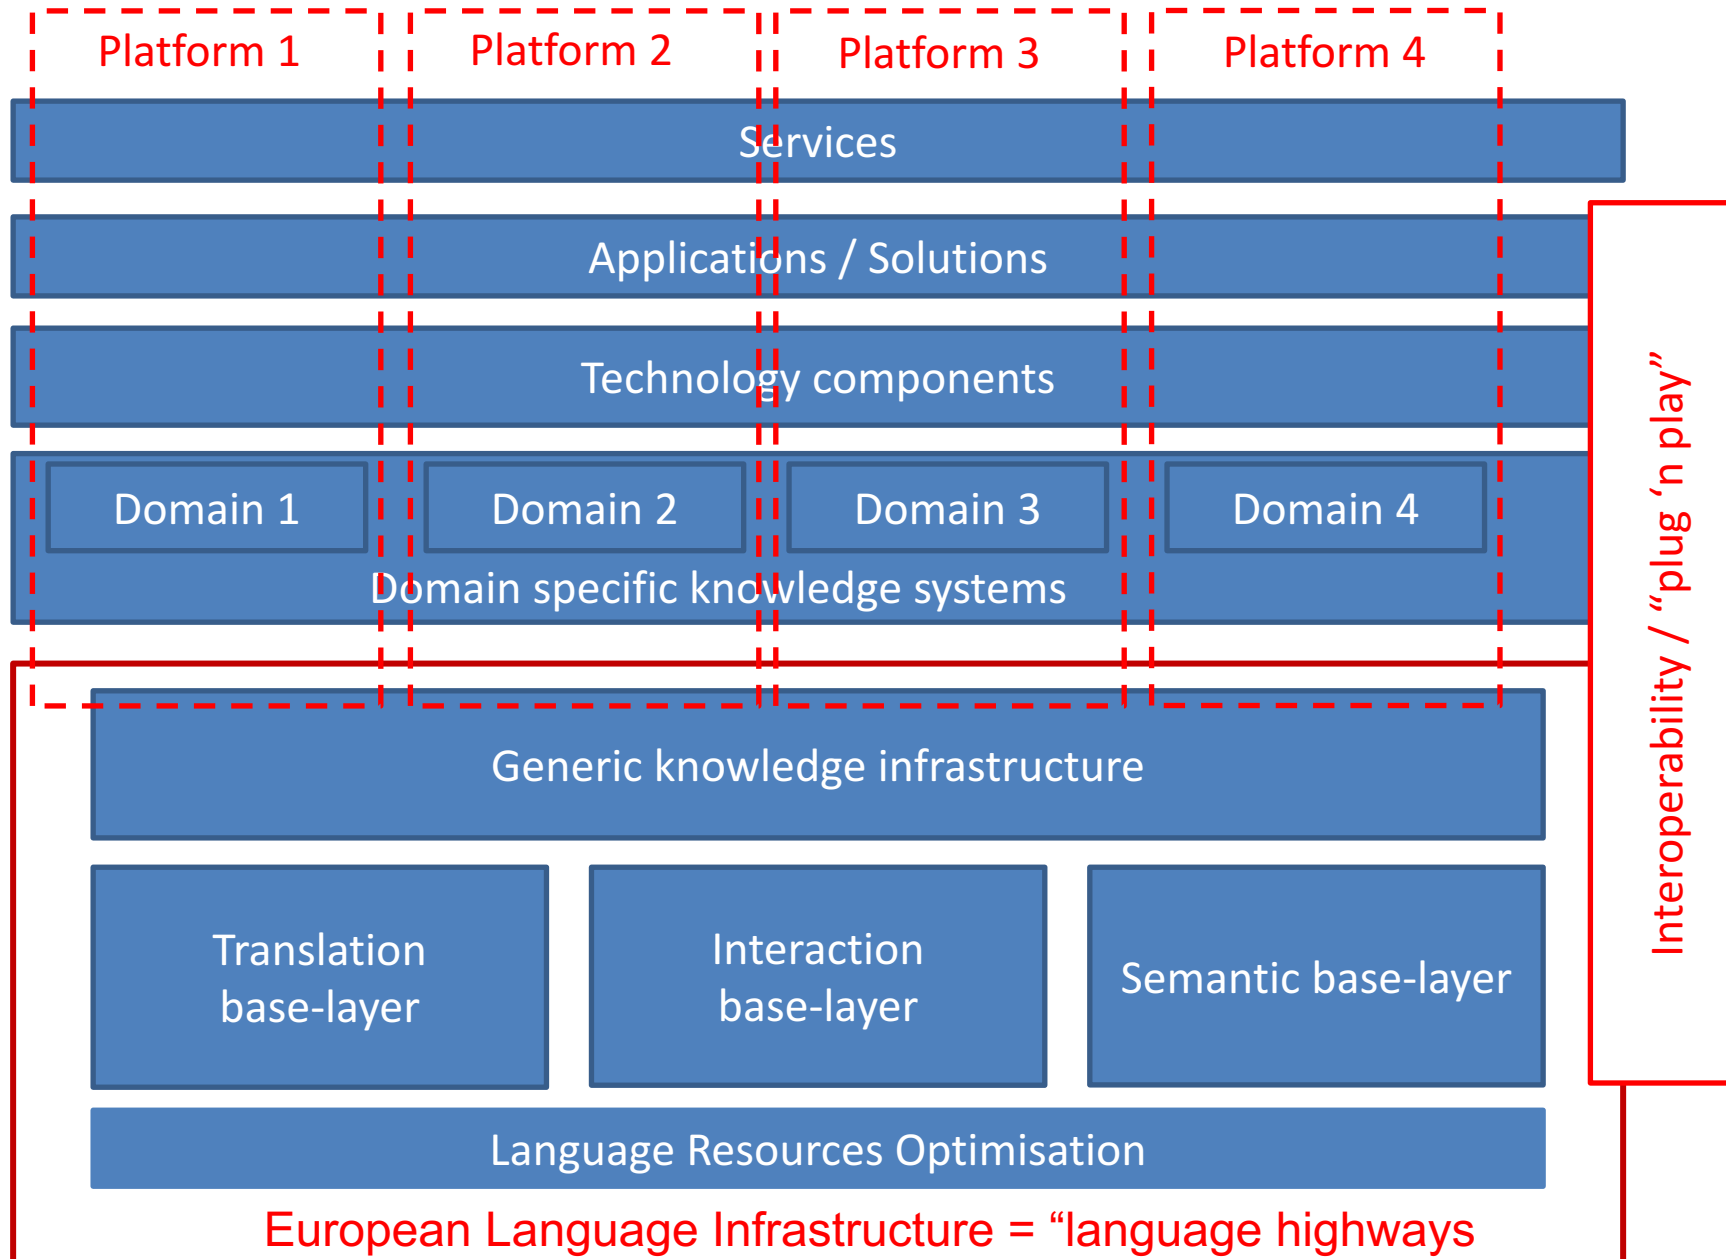 Platform 1
Platform 2
Platform 3
Platform 4
Services
Applications / Solutions
Technology components
Domain 1
Domain 2
Domain 3
Domain 4
Domain specific knowledge systems
Interoperability / “plug ‘n play”
Generic knowledge infrastructure
Translation
base-layer
Interaction
base-layer
Semantic base-layer
Language Resources Optimisation
European Language Infrastructure = “language highways